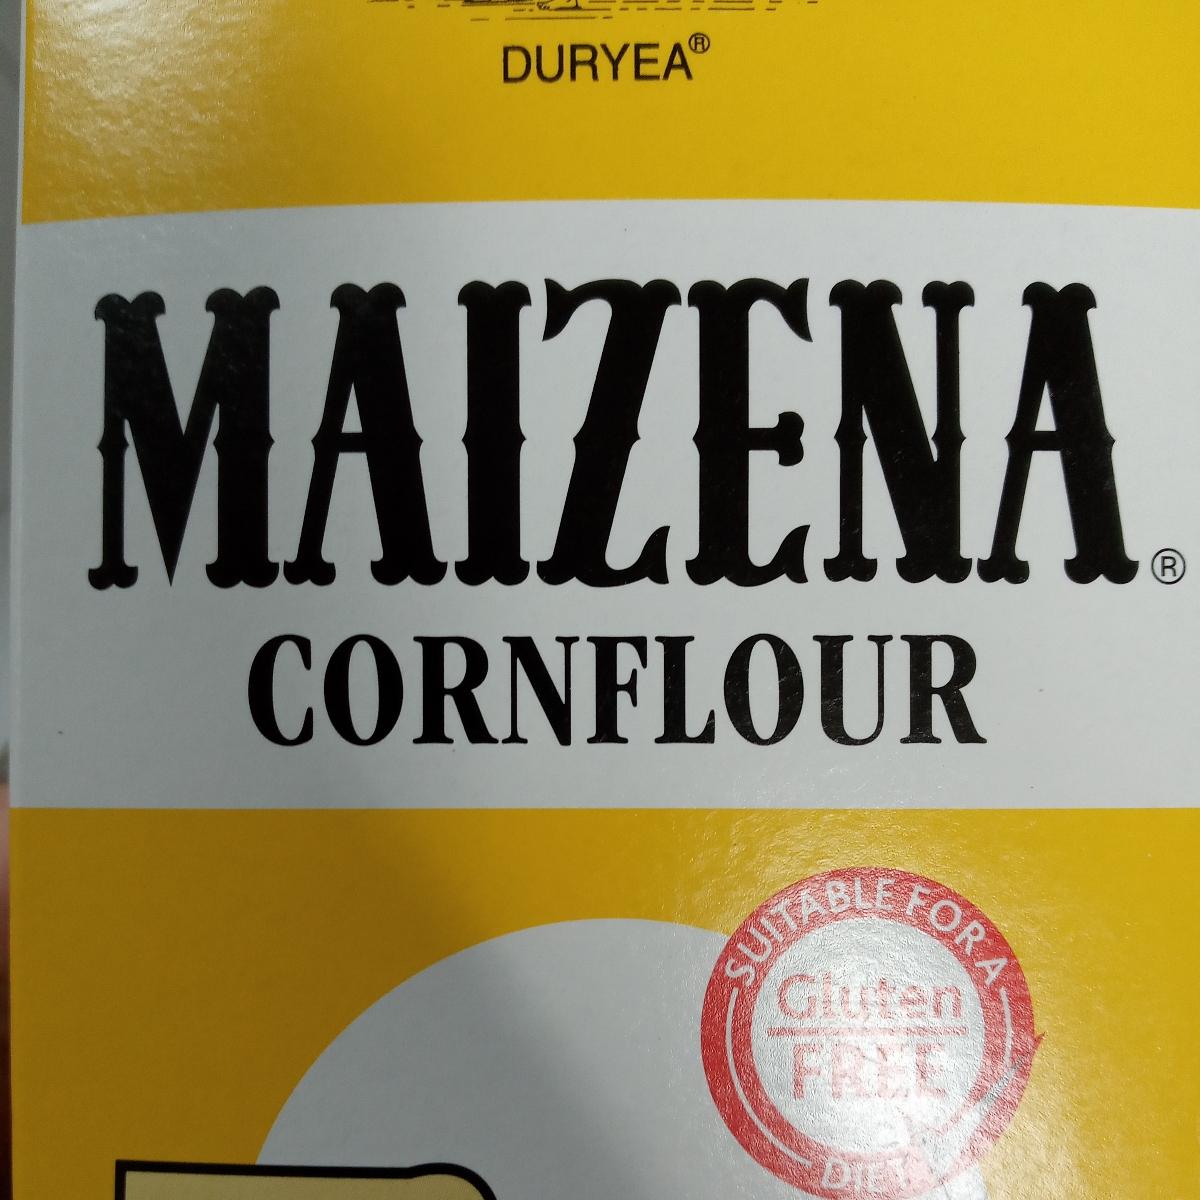 DURYEA®
MAIZENA®
CORNFLOUR
SUITABLE FOR A
Gluten
FREE
DIET